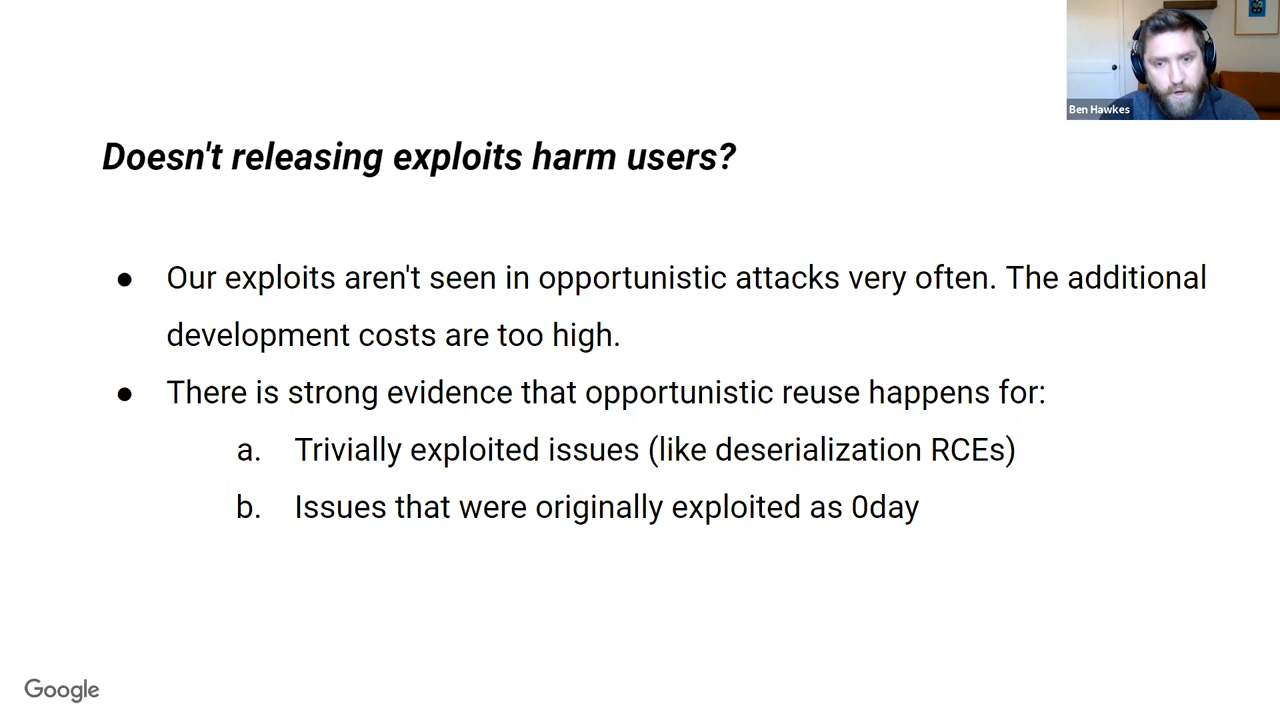 Ben Hawkes
Doesn't releasing exploits harm users?
● Our exploits aren't seen in opportunistic attacks very often. The additional
development costs are too high.
● There is strong evidence that opportunistic reuse happens for:
a. Trivially exploited issues (like deserialization RCEs)
b. Issues that were originally exploited as 0day
Google